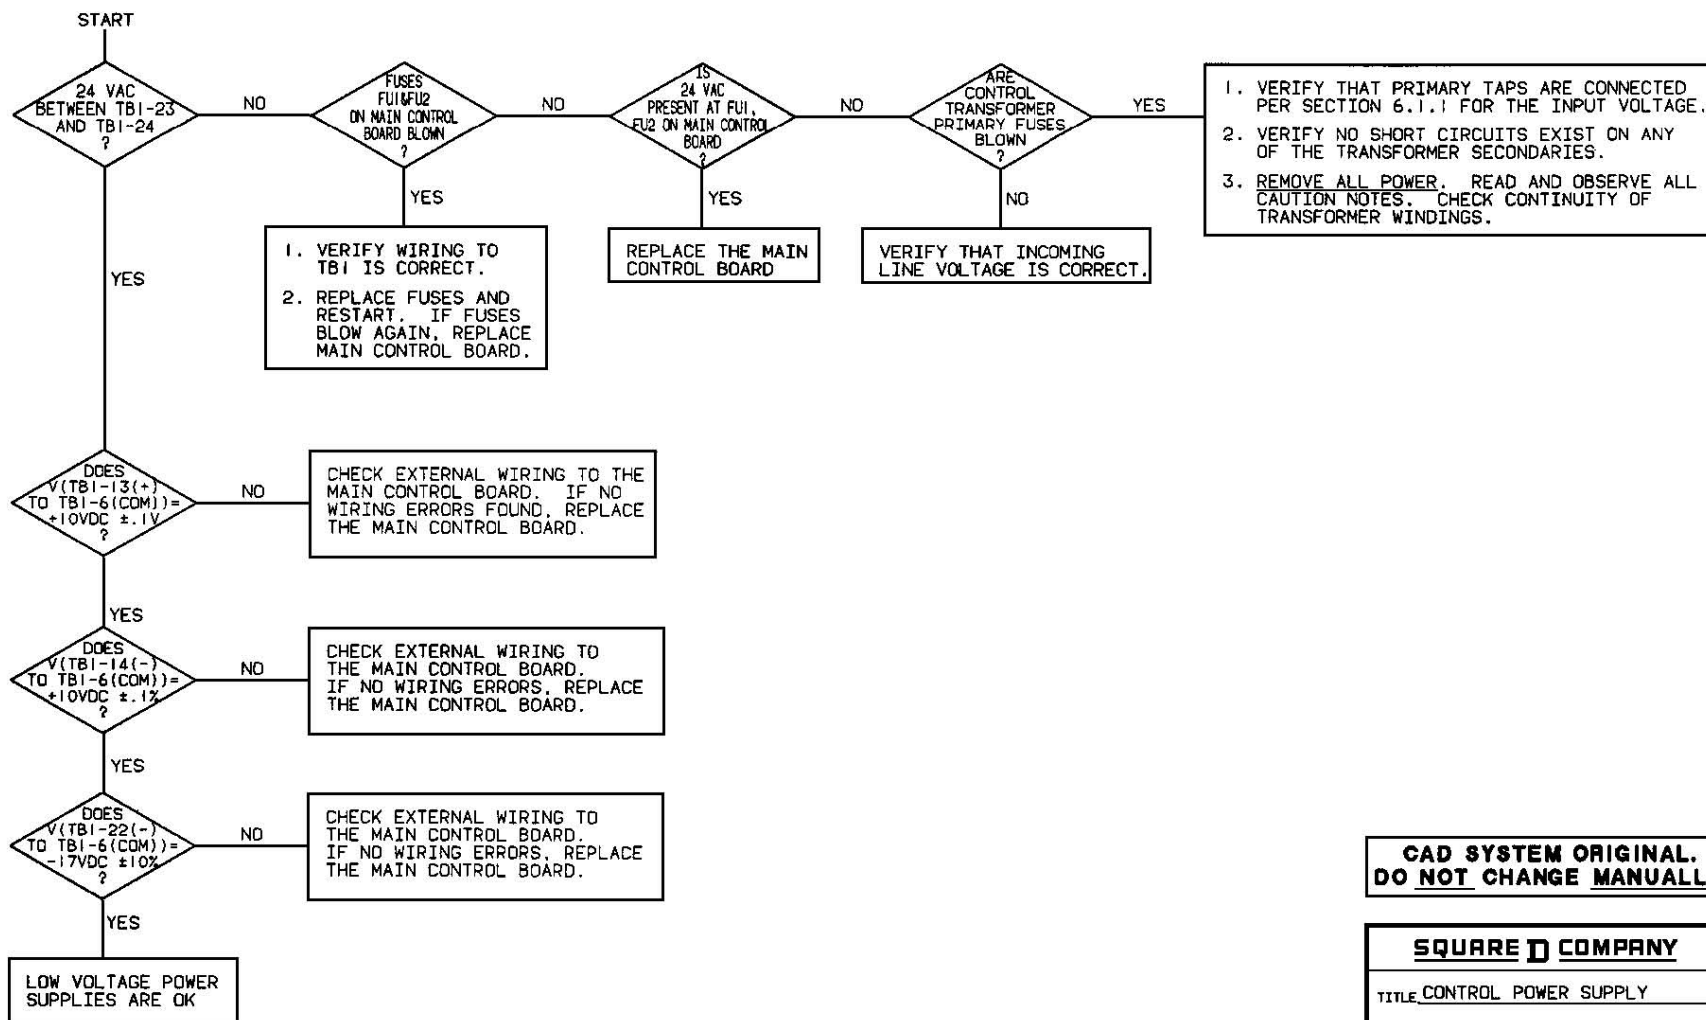 START
24 VAC
BETWEEN TB1-23
AND TB1-24
?
NO
FUSES
FU1&FU2
ON MAIN CONTROL
BOARD BLOWN
?
NO
IS
24 VAC
PRESENT AT FU1,
FU2 ON MAIN CONTROL
BOARD
?
NO
ARE
CONTROL
TRANSFORMER
PRIMARY FUSES
BLOWN
?
YES
1. VERIFY THAT PRIMARY TAPS ARE CONNECTED
PER SECTION 6.1.1 FOR THE INPUT VOLTAGE.
2. VERIFY NO SHORT CIRCUITS EXIST ON ANY
OF THE TRANSFORMER SECONDARIES.
3. REMOVE ALL POWER. READ AND OBSERVE ALL
CAUTION NOTES. CHECK CONTINUITY OF
TRANSFORMER WINDINGS.
YES
YES
YES
NO
1. VERIFY WIRING TO
TB1 IS CORRECT.
2. REPLACE FUSES AND
RESTART. IF FUSES
BLOW AGAIN, REPLACE
MAIN CONTROL BOARD.
REPLACE THE MAIN
CONTROL BOARD
VERIFY THAT INCOMING
LINE VOLTAGE IS CORRECT.
DOES
V(TB1-13(+)
TO TB1-6(COM))=
+10VDC ±.1V
?
NO
CHECK EXTERNAL WIRING TO THE
MAIN CONTROL BOARD. IF NO
WIRING ERRORS FOUND, REPLACE
THE MAIN CONTROL BOARD.
YES
DOES
V(TB1-14(-)
TO TB1-6(COM))=
+10VDC ±.1%
?
NO
CHECK EXTERNAL WIRING TO
THE MAIN CONTROL BOARD.
IF NO WIRING ERRORS, REPLACE
THE MAIN CONTROL BOARD.
YES
DOES
V(TB1-22(-)
TO TB1-6(COM))=
-17VDC ±10%
?
NO
CHECK EXTERNAL WIRING TO
THE MAIN CONTROL BOARD.
IF NO WIRING ERRORS, REPLACE
THE MAIN CONTROL BOARD.
YES
LOW VOLTAGE POWER
SUPPLIES ARE OK
CAD SYSTEM ORIGINAL.
DO NOT CHANGE MANUALL
SQUARE D COMPANY
TITLE CONTROL POWER SUPPLY